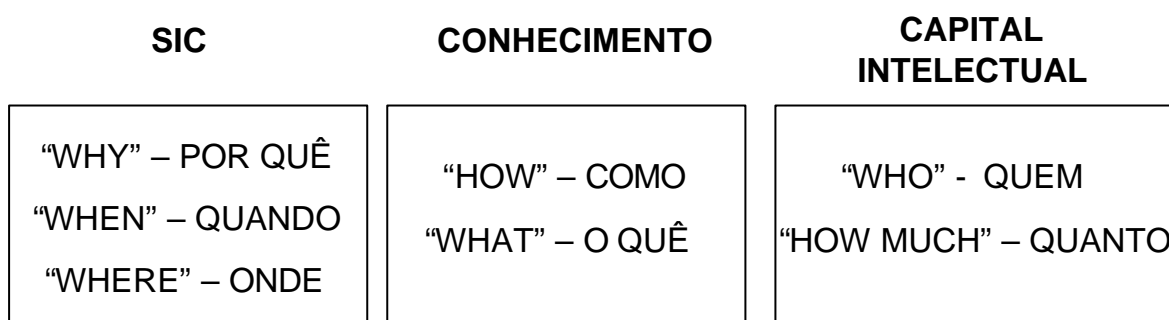 SIC
“WHY” – POR QUÊ
“WHEN” – QUANDO
“WHERE” – ONDE
CONHECIMENTO
“HOW” – COMO
“WHAT” – O QUÊ
CAPITAL
INTELECTUAL
“WHO” - QUEM
“HOW MUCH” – QUANTO